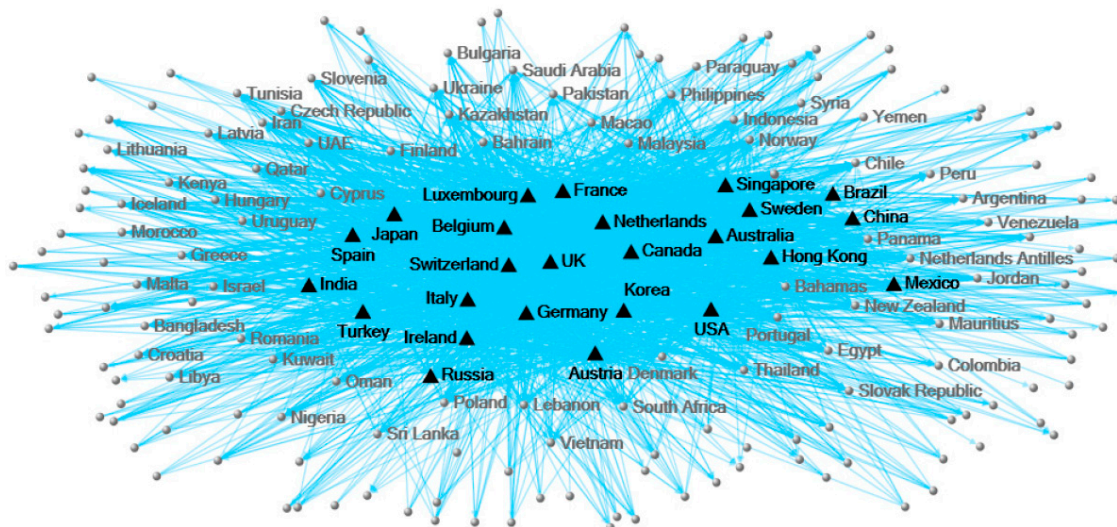 Bulgaria
Slovenia
Ukraine
Saudi Arabia
Paraguay
Tunisia
Pakistan
Philippines
Czech Republic
Iran
Kazakhstan
Macao
Indonesia
Syria
Yemen
Latvia
UAE
Finland
Bahrain
Malaysia
Norway
Lithuania
Qatar
Chile
Kenya
Cyprus
Luxembourg
France
Singapore
Brazil
Peru
Iceland
Hungary
Argentina
Uruguay
Japan
Belgium
Netherlands
Sweden
China
Venezuela
Morocco
Spain
Australia
Panama
Greece
Switzerland
UK
Canada
Hong Kong
Netherlands Antilles
Malta
Israel
India
Italy
Korea
Bahamas
Mexico
Jordan
Bangladesh
Turkey
Germany
USA
New Zealand
Mauritius
Romania
Ireland
Portugal
Croatia
Kuwait
Austria
Egypt
Libya
Oman
Russia
Denmark
Thailand
Colombia
Nigeria
Poland
Lebanon
South Africa
Slovak Republic
Sri Lanka
Vietnam